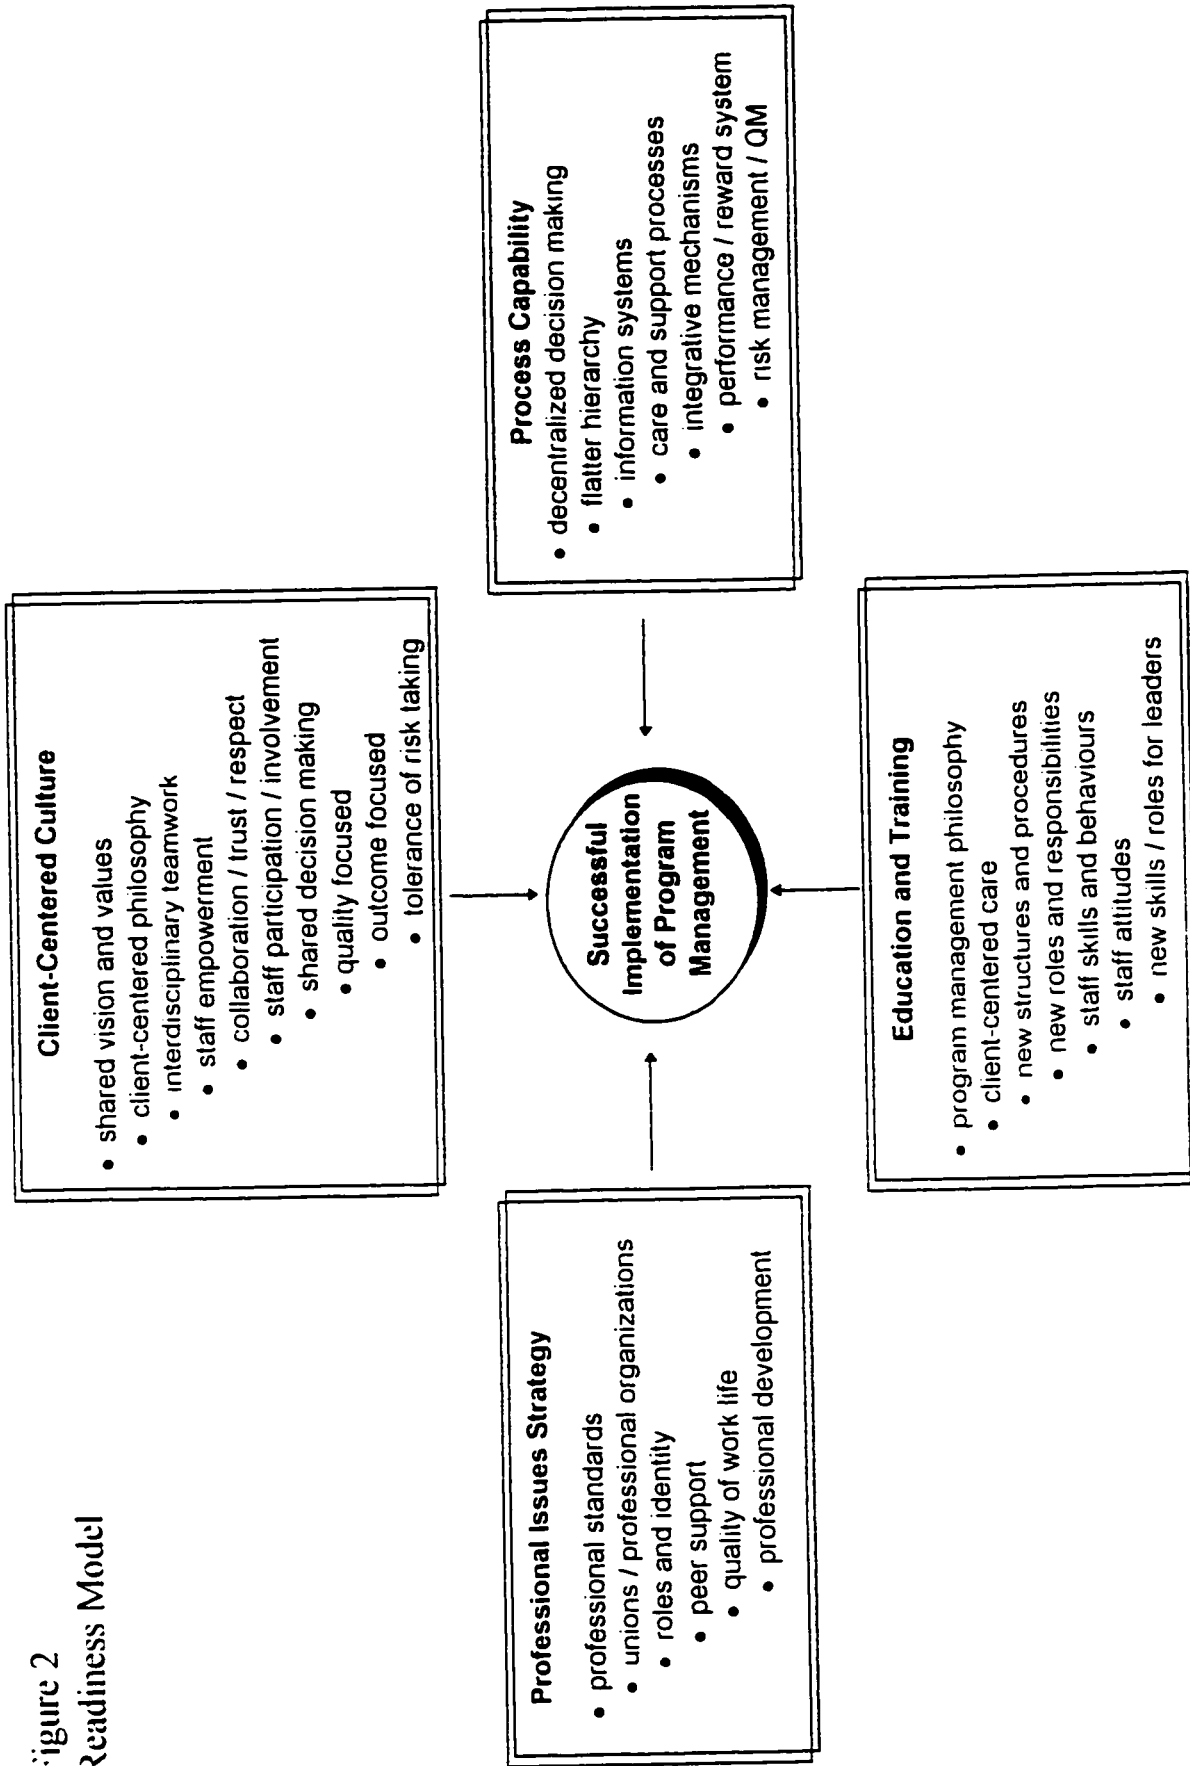 Figure 2
Readiness Model
Client-Centered Culture
• shared vision and values
• client-centered philosophy
• interdisciplinary teamwork
• staff empowerment
• collaboration / trust / respect
• staff participation / involvement
• shared decision making
• quality focused
• outcome focused
• tolerance of risk taking
Professional Issues Strategy
• professional standards
• unions / professional organizations
• roles and identity
• peer support
• quality of work life
• professional development
Successful
Implementation
of Program
Management
Process Capability
• decentralized decision making
• flatter hierarchy
• information systems
• care and support processes
• integrative mechanisms
• performance / reward system
• risk management / QM
Education and Training
• program management philosophy
• client-centered care
• new structures and procedures
• new roles and responsibilities
• staff skills and behaviours
• staff attitudes
• new skills / roles for leaders